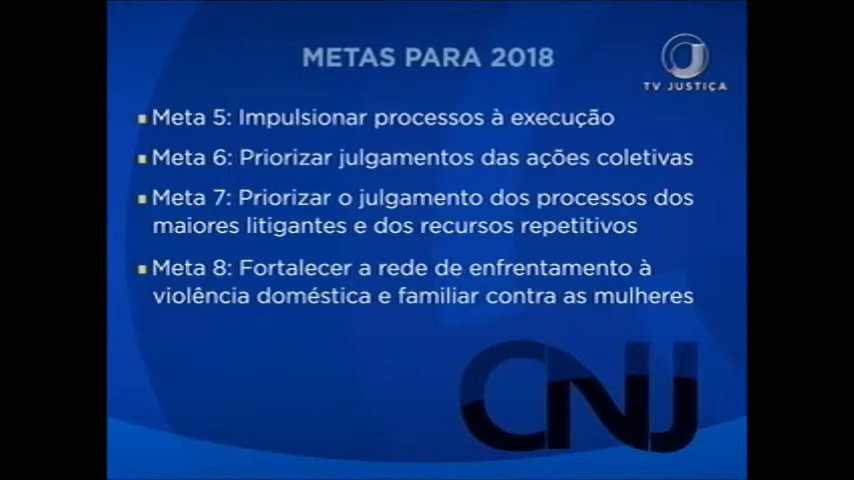 METAS PARA 2018
TV JUSTIÇA
Meta 5: Impulsionar processos à execução
Meta 6: Priorizar julgamentos das ações coletivas
Meta 7: Priorizar o julgamento dos processos dos
maiores litigantes e dos recursos repetitivos
Meta 8: Fortalecer a rede de enfrentamento à
violência doméstica e familiar contra as mulheres
CNJ